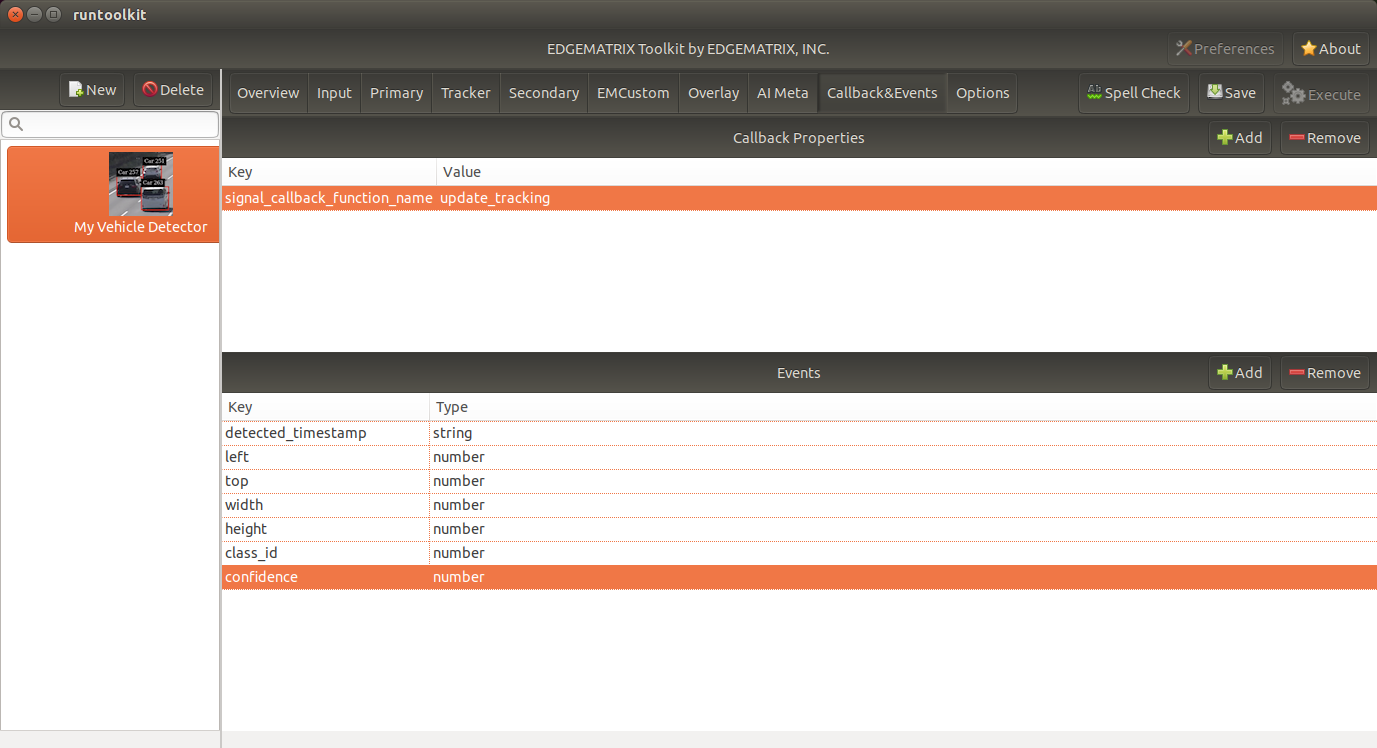 runtoolkit
EDGEMATRIX Toolkit by EDGEMATRIX, INC.
Preferences
About
New
Delete
Overview
Input
Primary
Tracker
Secondary
EMCustom
Overlay
AI Meta
Callback&Events
Options
Ab Spell Check
Save
Execute
Car 251
Car 257
Car 263
My Vehicle Detector
Callback Properties
Add
Remove
Key Value
signal_callback_function_name update_tracking
Events
Add
Remove
Key Type
detected_timestamp string
left number
top number
width number
height number
class_id number
confidence number